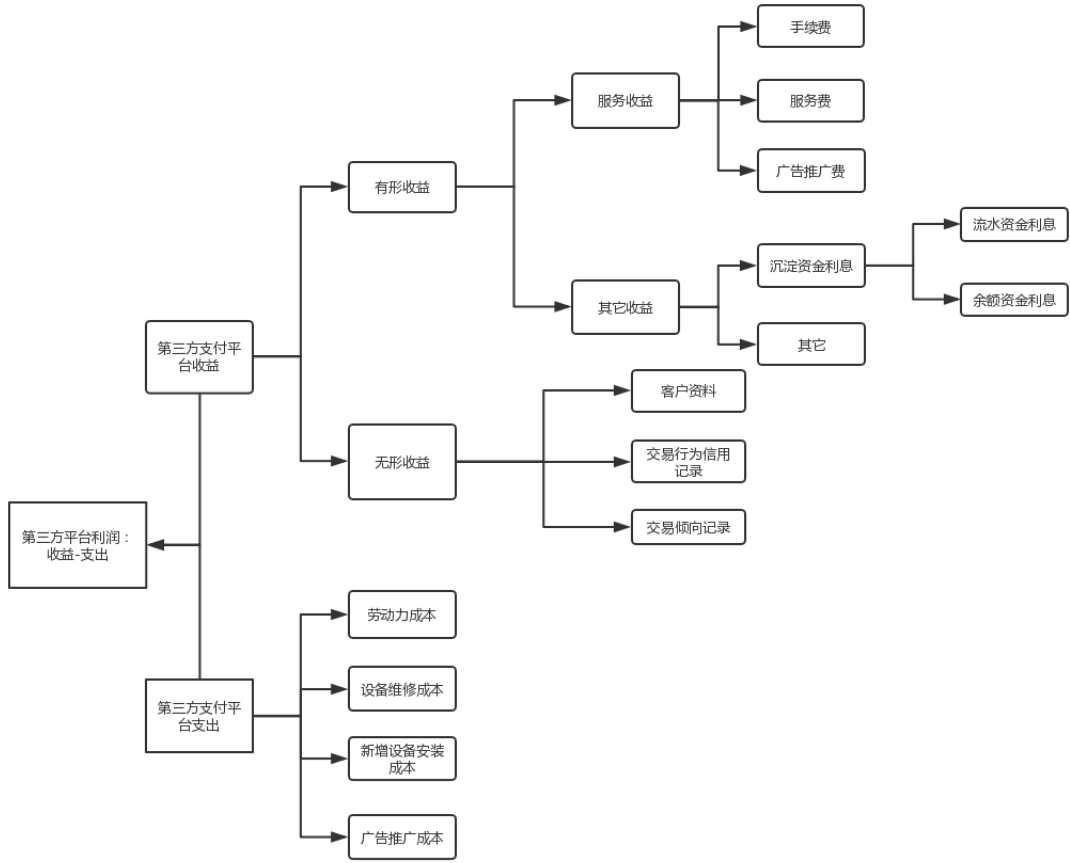 手续费
服务收益
服务费
广告推广费
有形收益
流水资金利息
沉淀资金利息
余额资金利息
其它收益
其它
第三方支付平
台收益
客户资料
无形收益
交易行为信用
记录
交易倾向记录
第三方平台利润：
收益-支出
劳动力成本
设备维修成本
第三方支付平
台支出
新增设备安装
成本
广告推广成本